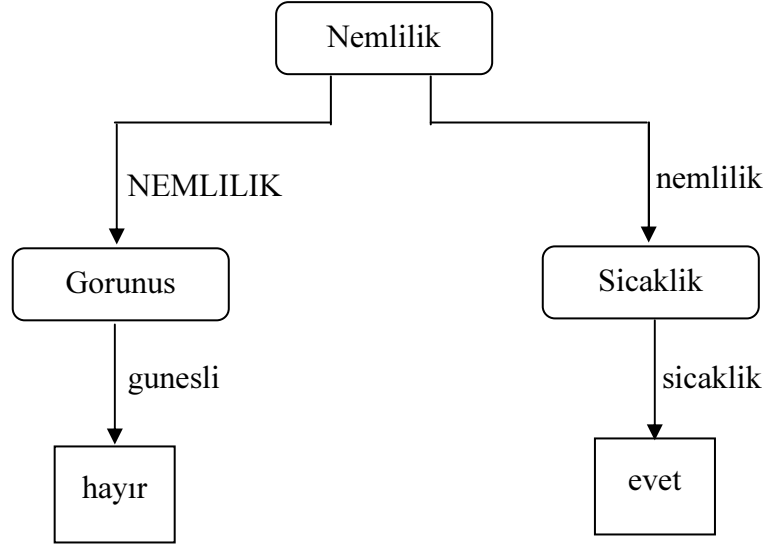 Nemlilik
NEMLILIK
nemlilik
Gorunus
Sicaklik
gunesli
sicaklik
hayır
evet